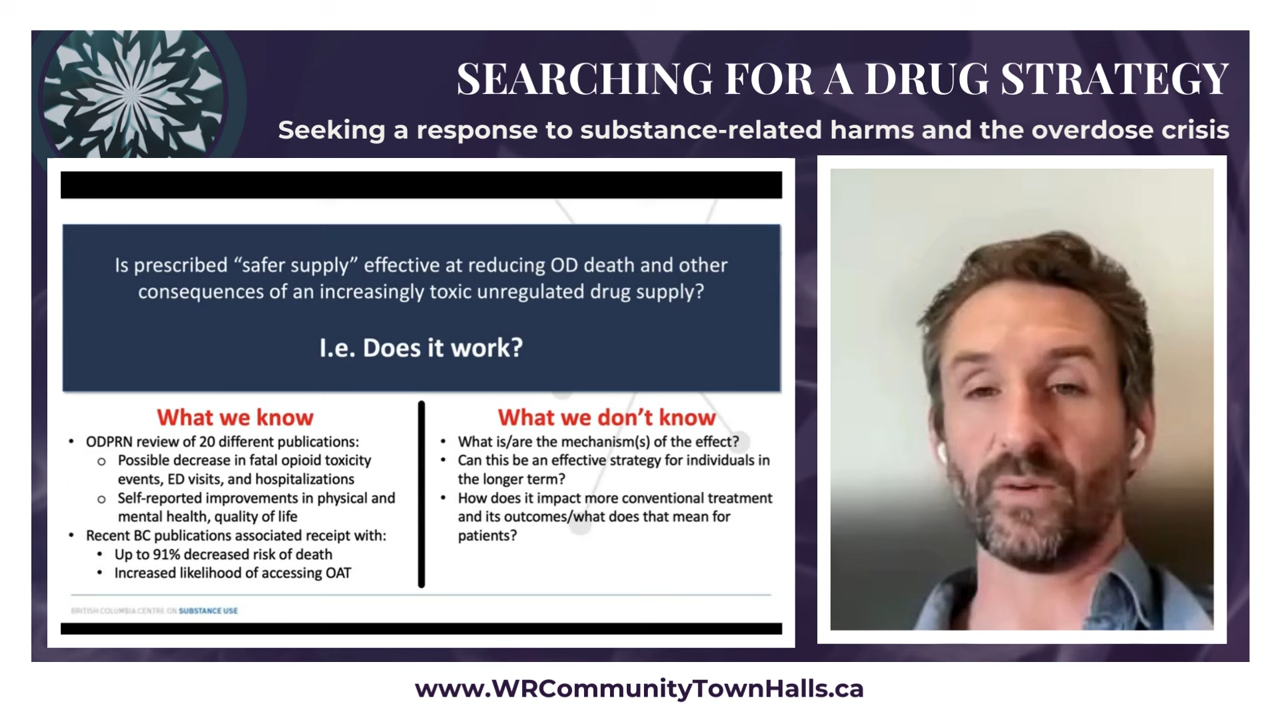 SEARCHING FOR A DRUG STRATEGY
Seeking a response to substance-related harms and the overdose crisis
Is prescribed “safer supply” effective at reducing OD death and other
consequences of an increasingly toxic unregulated drug supply?
I.e. Does it work?
What we know
• ODPRN review of 20 different publications:
o Possible decrease in fatal opioid toxicity
events, ED visits, and hospitalizations
o Self-reported improvements in physical and
mental health, quality of life
• Recent BC publications associated receipt with:
• Up to 91% decreased risk of death
• Increased likelihood of accessing OAT
What we don’t know
• What is/are the mechanism(s) of the effect?
• Can this be an effective strategy for individuals in
the longer term?
• How does it impact more conventional treatment
and its outcomes/what does that mean for
patients?
BRITISH COLUMBIA CENTRE ON SUBSTANCE USE
www.WRCommunityTownHalls.ca